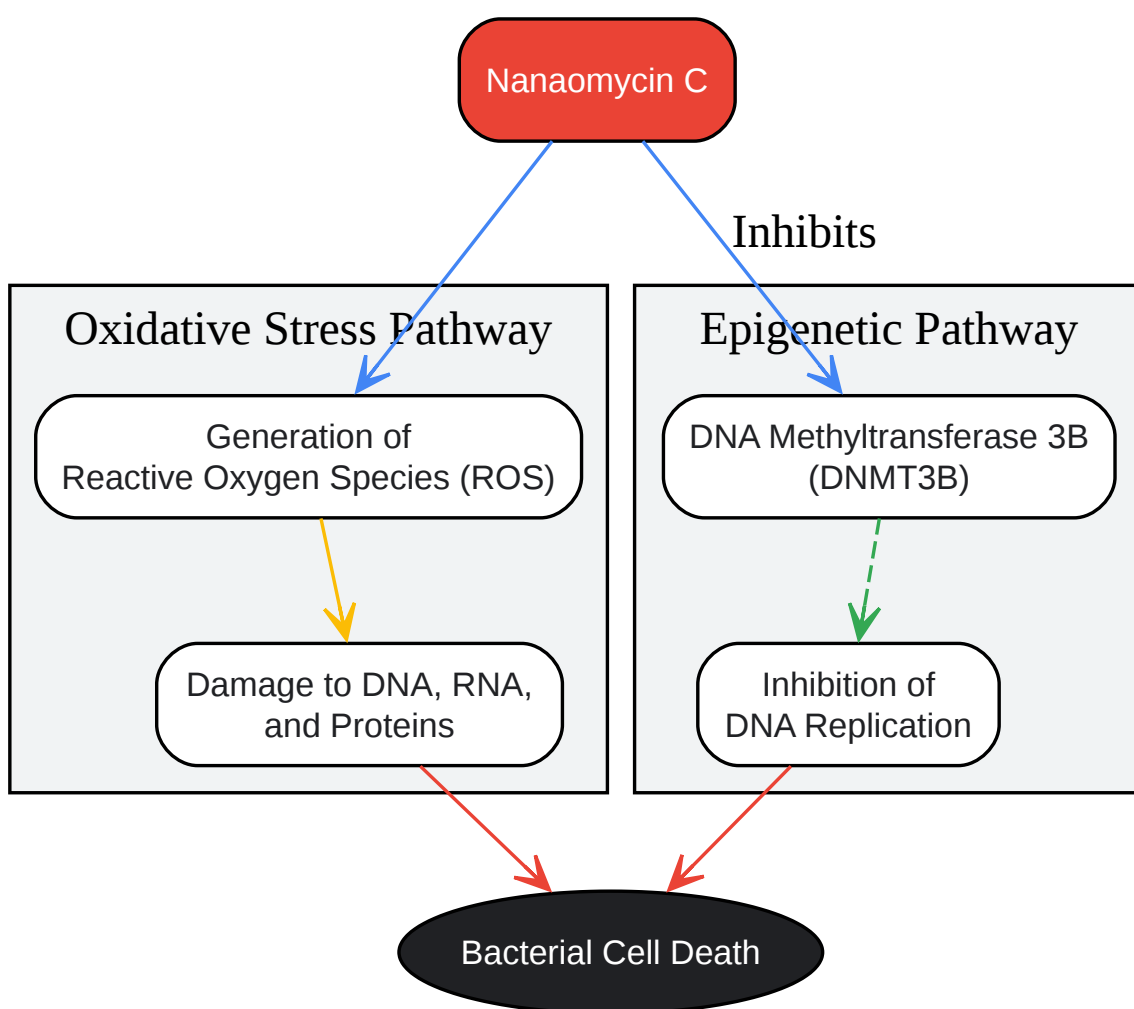 Nanaomycin C
Inhibits
Oxidative Stress Pathway
Epigenetic Pathway
Generation of
Reactive Oxygen Species (ROS)
DNA Methyltransferase 3B
(DNMT3B)
Damage to DNA, RNA,
and Proteins
Inhibition of
DNA Replication
Bacterial Cell Death